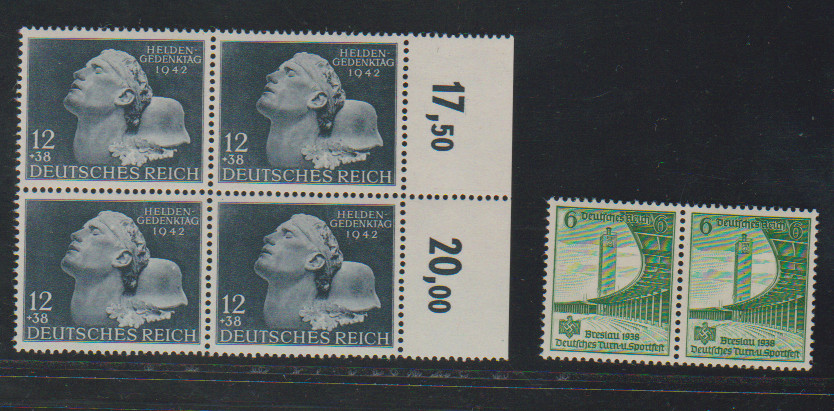 HELDEN-
GEDENKTAG
1942
12
+38
DEUTSCHES REICH
HELDEN-
GEDENKTAG
1942
12
+38
DEUTSCHES REICH
17,50
HELDEN-
GEDENKTAG
1942
12
+38
DEUTSCHES REICH
HELDEN-
GEDENKTAG
1942
12
+38
DEUTSCHES REICH
20,00
6 Deutsches Reich 6
Breslau 1938
Deutsches Turn-u.Sportfest
6 Deutsches Reich 6
Breslau 1938
Deutsches Turn-u.Sportfest